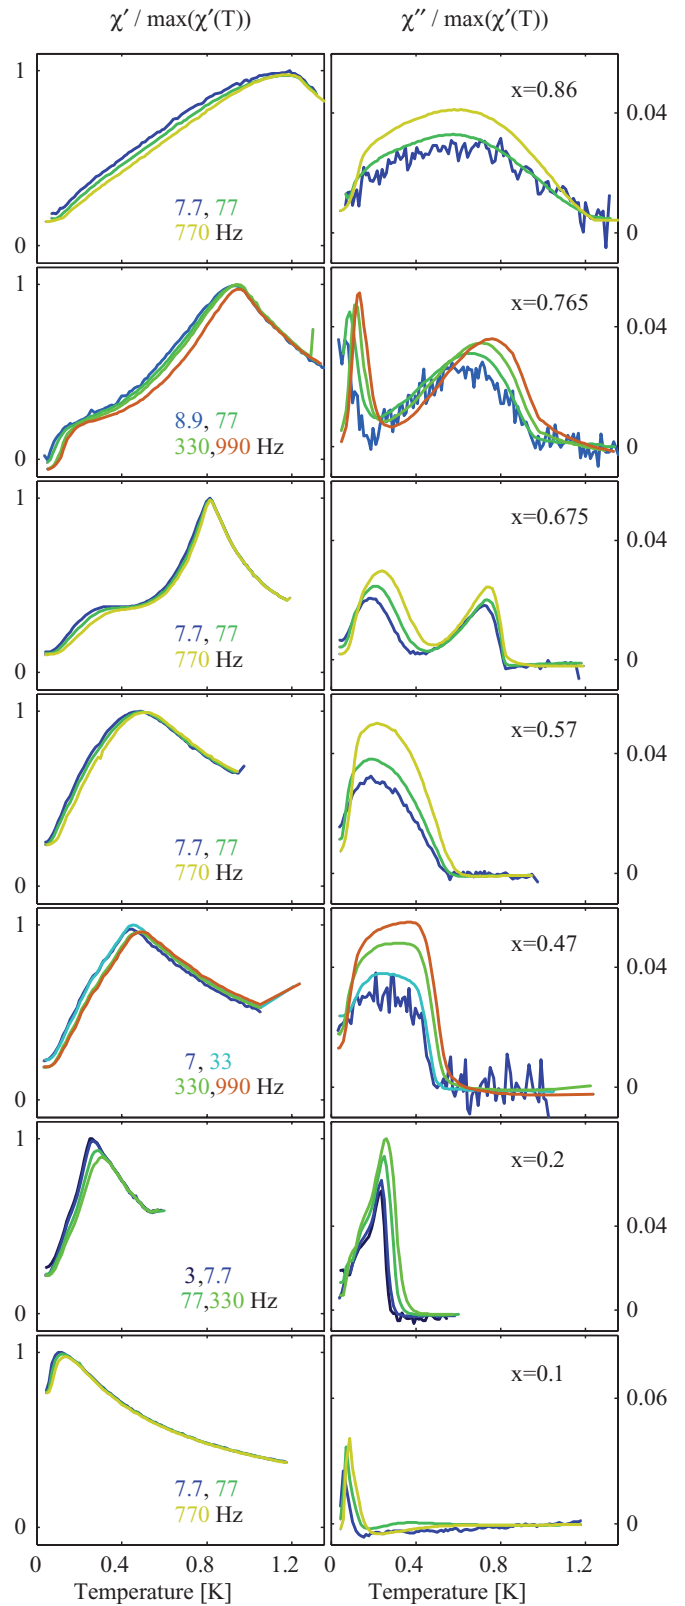 χ′ / max(χ′(T)) χ″ / max(χ′(T))
1 x=0.86 0.04
7.7, 77
770 Hz
0 0
1 x=0.765 0.04
8.9, 77
330,990 Hz
0 0
1 x=0.675 0.04
7.7, 77
770 Hz
0 0
1 x=0.57 0.04
7.7, 77
770 Hz
0 0
1 x=0.47 0.04
7, 33
330,990 Hz
0 0
1 x=0.2
0.04
3,7.7
77,330 Hz
0 0
1 x=0.1 0.06
7.7, 77
770 Hz
0 0
0 0.4 0.8 1.2 0 0.4 0.8 1.2
Temperature [K] Temperature [K]